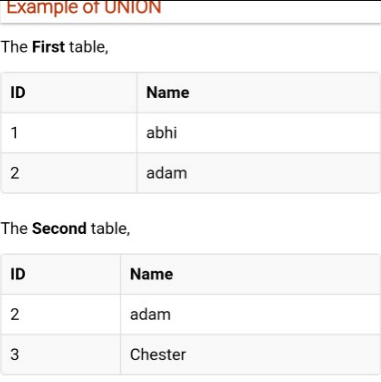 Example of UNION
The First table,
ID Name
1 abhi
2 adam
The Second table,
ID Name
2 adam
3 Chester